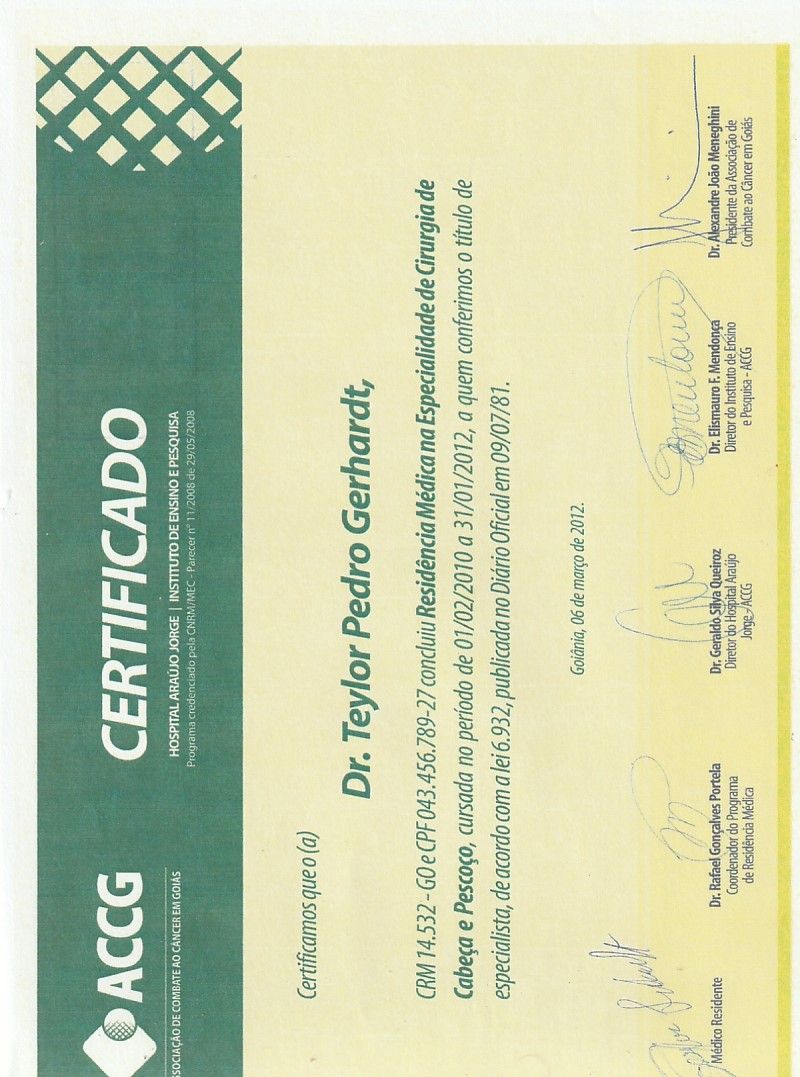 ACCG
SSOCIAÇÃO DE COMBATE AO CÂNCER EM GOIÁS
CERTIFICADO
HOSPITAL ARAÚJO JORGE | INSTITUTO DE ENSINO E PESQUISA
Programa credenciado pela CNRM/MEC - Parecer nº 11/2008 de 29/05/2008
Certificamos que o (a)
Dr. Teylor Pedro Gerhardt,
CRM 14.532 - GO e CPF 043.456.789-27 concluiu Residência Médica na Especialidade de Cirurgia de
Cabeça e Pescoço, cursada no período de 01/02/2010 a 31/01/2012, a quem conferimos o título de
especialista, de acordo com a lei 6.932, publicada no Diário Oficial em 09/07/81.
Goiânia, 06 de março de 2012.
Médico Residente
Dr. Rafael Gonçalves Portela
Coordenador do Programa
de Residência Médica
Dr. Geraldo Silva Queiroz
Diretor do Hospital Araújo
Jorge - ACCG
Dr. Elismauro F. Mendonça
Diretor do Instituto de Ensino
e Pesquisa - ACCG
Dr. Alexandre João Meneghini
Presidente da Associação de
Combate ao Câncer em Goiás